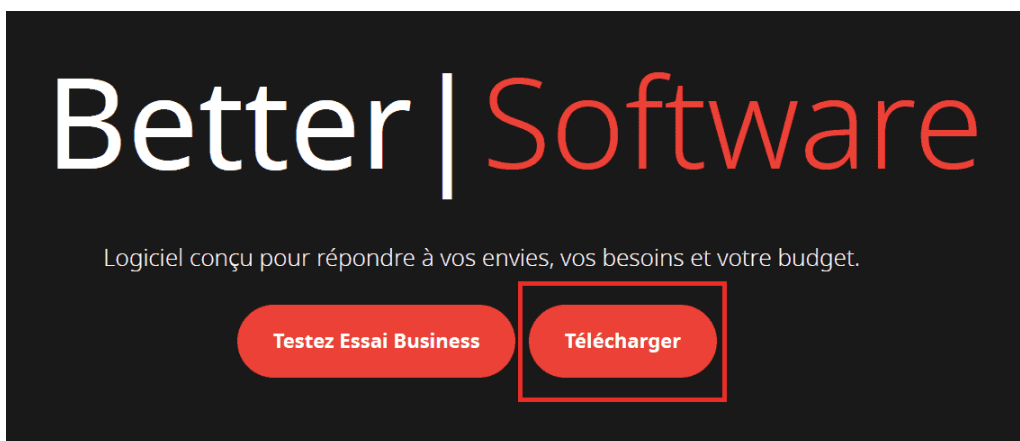 Better|Software
Logiciel conçu pour répondre à vos envies, vos besoins et votre budget.
Testez Essai Business Télécharger